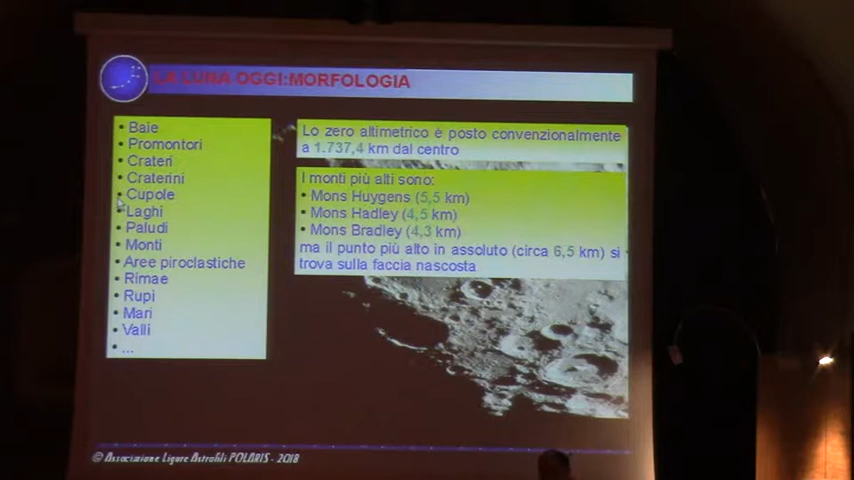 LA LUNA OGGI:MORFOLOGIA
• Baie
• Promontori
• Crateri
• Craterini
• Cupole
• Laghi
• Paludi
• Monti
• Aree piroclastiche
• Rimae
• Rupi
• Mari
• Valli
• ...
Lo zero altimetrico è posto convenzionalmente
a 1.737,4 km dal centro
I monti più alti sono:
• Mons Huygens (5,5 km)
• Mons Hadley (4,5 km)
• Mons Bradley (4,3 km)
ma il punto più alto in assoluto (circa 6,5 km) si
trova sulla faccia nascosta
© Associazione Ligure Astrofili POLARIS - 2018